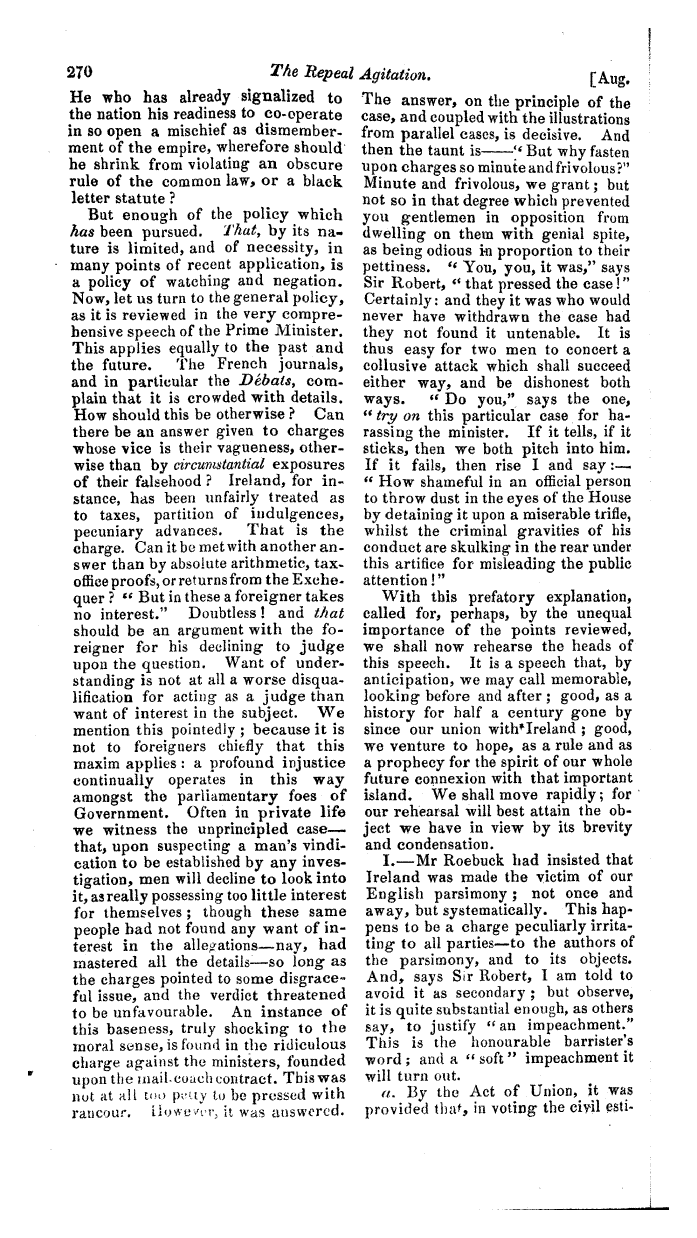 270
The Repeal Agitation.
[Aug.
He who has already signalized to
the nation his readiness to co-operate
in so open a mischief as dismember-
ment of the empire, wherefore should
he shrink from violating an obscure
rule of the common law, or a black
letter statute ?
But enough of the policy which
has been pursued. That, by its na-
ture is limited, and of necessity, in
many points of recent application, is
a policy of watching and negation.
Now, let us turn to the general policy,
as it is reviewed in the very compre-
hensive speech of the Prime Minister.
This applies equally to the past and
the future. The French journals,
and in particular the Débats, com-
plain that it is crowded with details.
How should this be otherwise ? Can
there be an answer given to charges
whose vice is their vagueness, other-
wise than by circumstantial exposures
of their falsehood ? Ireland, for in-
stance, has been unfairly treated as
to taxes, partition of indulgences,
pecuniary advances. That is the
charge. Can it be met with another an-
swer than by absolute arithmetic, tax-
office proofs, or returns from the Exche-
quer ? “ But in these a foreigner takes
no interest.” Doubtless ! and that
should be an argument with the fo-
reigner for his declining to judge
upon the question. Want of under-
standing is not at all a worse disqua-
lification for acting as a judge than
want of interest in the subject. We
mention this pointedly ; because it is
not to foreigners chiefly that this
maxim applies : a profound injustice
continually operates in this way
amongst the parliamentary foes of
Government. Often in private life
we witness the unprincipled case—
that, upon suspecting a man's vindi-
cation to be established by any inves-
tigation, men will decline to look into
it, as really possessing too little interest
for themselves ; though these same
people had not found any want of in-
terest in the allegations—nay, had
mastered all the details—so long as
the charges pointed to some disgrace-
ful issue, and the verdict threatened
to be unfavourable. An instance of
this baseness, truly shocking to the
moral sense, is found in the ridiculous
charge against the ministers, founded
upon the mail-coach contract. This was
not at all too petty to be pressed with
rancour. However, it was answered.
The answer, on the principle of the
case, and coupled with the illustrations
from parallel cases, is decisive. And
then the taunt is——“ But why fasten
upon charges so minute and frivolous?”
Minute and frivolous, we grant ; but
not so in that degree which prevented
you gentlemen in opposition from
dwelling on them with genial spite,
as being odious in proportion to their
pettiness. “ You, you, it was,” says
Sir Robert, “ that pressed the case !”
Certainly : and they it was who would
never have withdrawn the case had
they not found it untenable. It is
thus easy for two men to concert a
collusive attack which shall succeed
either way, and be dishonest both
ways. “ Do you,” says the one,
“ try on this particular case for ha-
rassing the minister. If it tells, if it
sticks, then we both pitch into him.
If it fails, then rise I and say :—
“ How shameful in an official person
to throw dust in the eyes of the House
by detaining it upon a miserable trifle,
whilst the criminal gravities of his
conduct are skulking in the rear under
this artifice for misleading the public
attention !”
With this prefatory explanation,
called for, perhaps, by the unequal
importance of the points reviewed,
we shall now rehearse the heads of
this speech. It is a speech that, by
anticipation, we may call memorable,
looking before and after ; good, as a
history for half a century gone by
since our union with Ireland ; good,
we venture to hope, as a rule and as
a prophecy for the spirit of our whole
future connexion with that important
island. We shall move rapidly ; for
our rehearsal will best attain the ob-
ject we have in view by its brevity
and condensation.
I.—Mr Roebuck had insisted that
Ireland was made the victim of our
English parsimony ; not once and
away, but systematically. This hap-
pens to be a charge peculiarly irrita-
ting to all parties—to the authors of
the parsimony, and to its objects.
And, says Sir Robert, I am told to
avoid it as secondary ; but observe,
it is quite substantial enough, as others
say, to justify “ an impeachment.”
This is the honourable barrister's
word ; and a “ soft ” impeachment it
will turn out.
a. By the Act of Union, it was
provided that, in voting the civil esti-